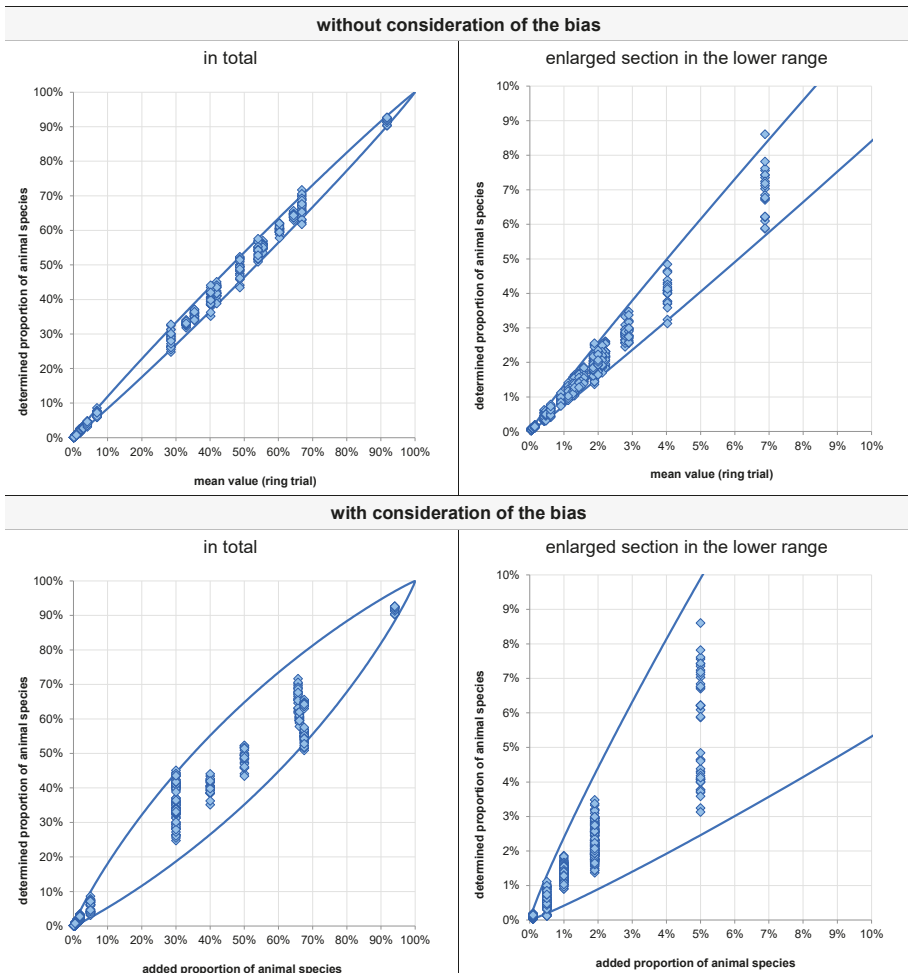 without consideration of the bias
in total
100%
90%
80%
70%
60%
50%
40%
30%
20%
10%
0%
determined proportion of animal species
0% 10% 20% 30% 40% 50% 60% 70% 80% 90% 100%
mean value (ring trial)
enlarged section in the lower range
10%
9%
8%
7%
6%
5%
4%
3%
2%
1%
0%
determined proportion of animal species
0% 1% 2% 3% 4% 5% 6% 7% 8% 9% 10%
mean value (ring trial)
with consideration of the bias
in total
100%
90%
80%
70%
60%
50%
40%
30%
20%
10%
0%
determined proportion of animal species
0% 10% 20% 30% 40% 50% 60% 70% 80% 90% 100%
added proportion of animal species
enlarged section in the lower range
10%
9%
8%
7%
6%
5%
4%
3%
2%
1%
0%
determined proportion of animal species
0% 1% 2% 3% 4% 5% 6% 7% 8% 9% 10%
added proportion of animal species